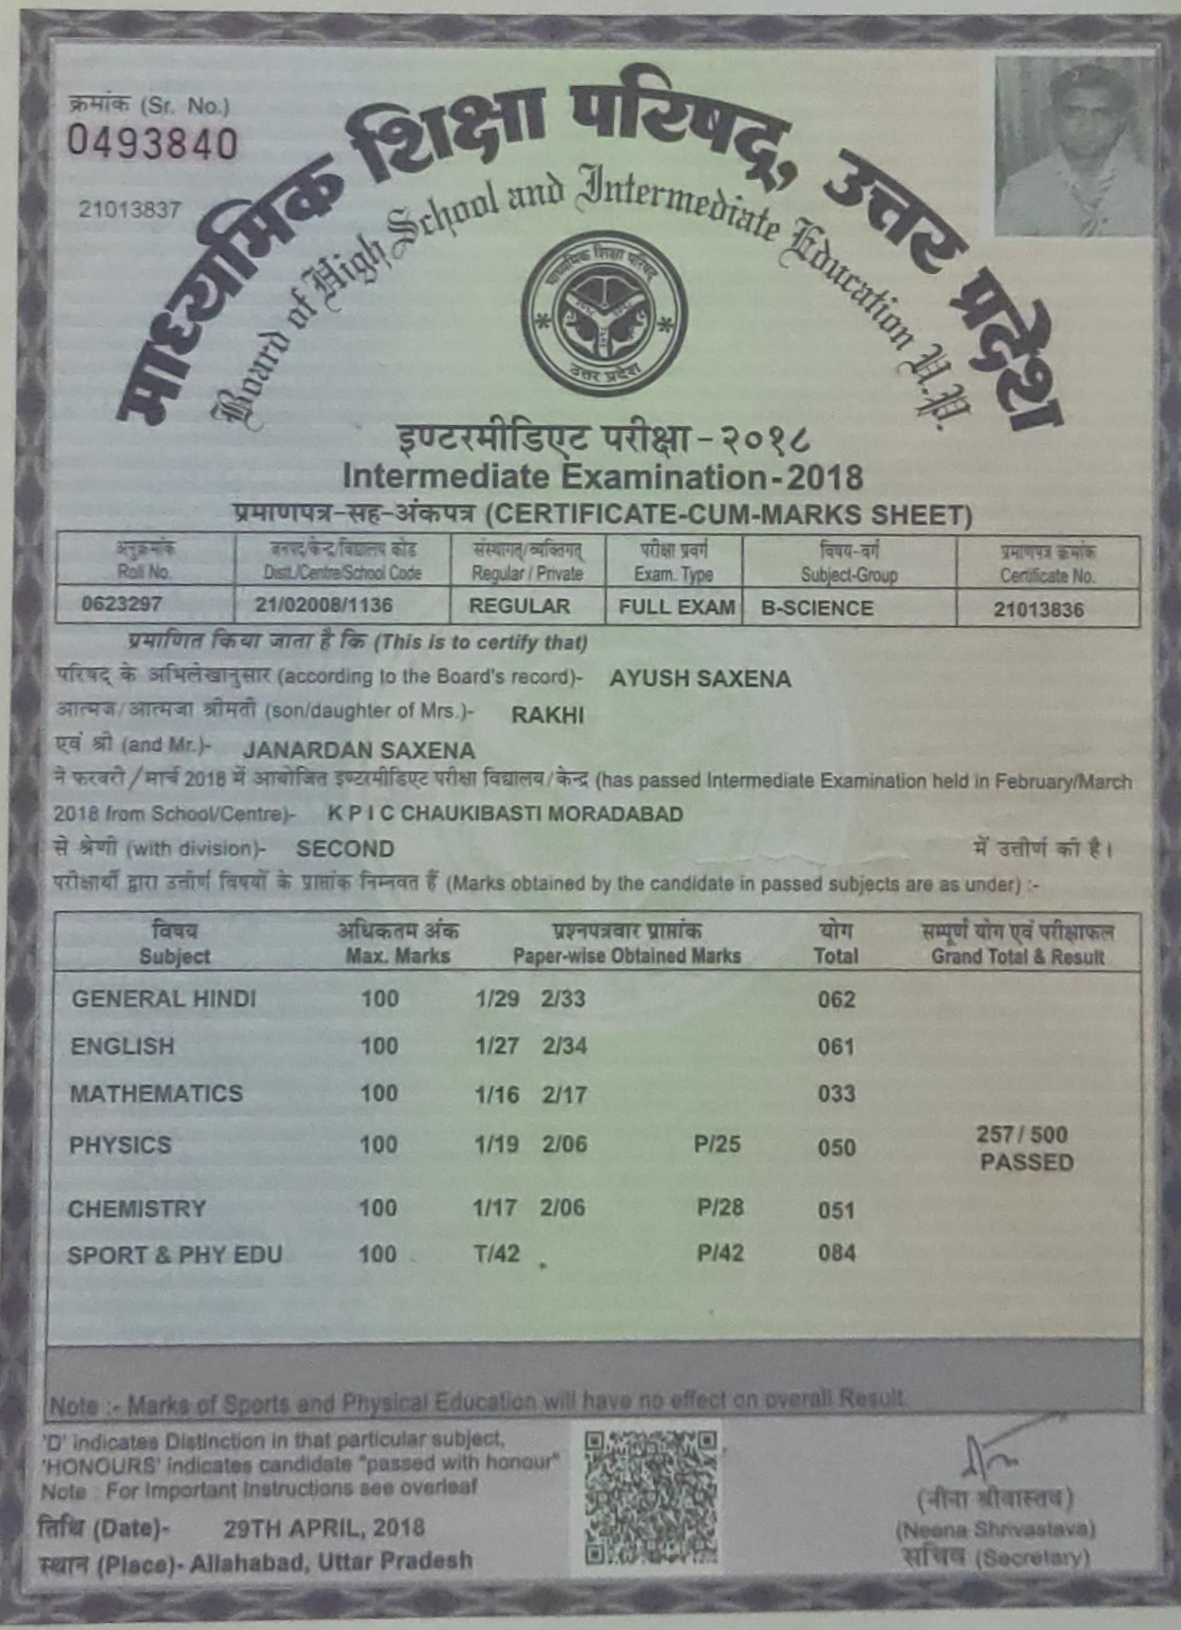 क्रमांक (Sr. No.)
0493840
21013837
माध्यमिक शिक्षा परिषद्, उत्तर प्रदेश
Board of High School and Intermediate Education U.P.
माध्यमिक शिक्षा परिषद्
उत्तर प्रदेश
इण्टरमीडिएट परीक्षा - २०१८
Intermediate Examination - 2018
प्रमाणपत्र-सह-अंकपत्र (CERTIFICATE-CUM-MARKS SHEET)
अनुक्रमांक जनपद/केन्द्र/विद्यालय कोड संस्थागत्/व्यक्तिगत् परीक्षा प्रवर्ग विषय-वर्ग प्रमाणपत्र क्रमांक
Roll No. Distt./Centre/School Code Regular / Private Exam. Type Subject-Group Certificate No.
0623297 21/02008/1136 REGULAR FULL EXAM B-SCIENCE 21013836
प्रमाणित किया जाता है कि (This is to certify that)
परिषद् के अभिलेखानुसार (according to the Board's record)- AYUSH SAXENA
आत्मज/आत्मजा श्रीमती (son/daughter of Mrs.)- RAKHI
एवं श्री (and Mr.)- JANARDAN SAXENA
ने फरवरी/मार्च 2018 में आयोजित इण्टरमीडिएट परीक्षा विद्यालय/केन्द्र (has passed Intermediate Examination held in February/March
2018 from School/Centre)- K P I C CHAUKIBASTI MORADABAD
से श्रेणी (with division)- SECOND में उत्तीर्ण की है।
परीक्षार्थी द्वारा उत्तीर्ण विषयों के प्राप्तांक निम्नवत हैं (Marks obtained by the candidate in passed subjects are as under) :-
विषय अधिकतम अंक प्रश्नपत्रवार प्राप्तांक योग सम्पूर्ण योग एवं परीक्षाफल
Subject Max. Marks Paper-wise Obtained Marks Total Grand Total & Result
GENERAL HINDI 100 1/29 2/33 062
ENGLISH 100 1/27 2/34 061
MATHEMATICS 100 1/16 2/17 033
PHYSICS 100 1/19 2/06 P/25 050 257 / 500
PASSED
CHEMISTRY 100 1/17 2/06 P/28 051
SPORT & PHY EDU 100 T/42 P/42 084
Note :- Marks of Sports and Physical Education will have no effect on overall Result.
'D' indicates Distinction in that particular subject,
'HONOURS' indicates candidate "passed with honour"
Note : For Important Instructions see overleaf
तिथि (Date)- 29TH APRIL, 2018
स्थान (Place)- Allahabad, Uttar Pradesh
(नीना श्रीवास्तव)
(Neena Shrivastava)
सचिव (Secretary)